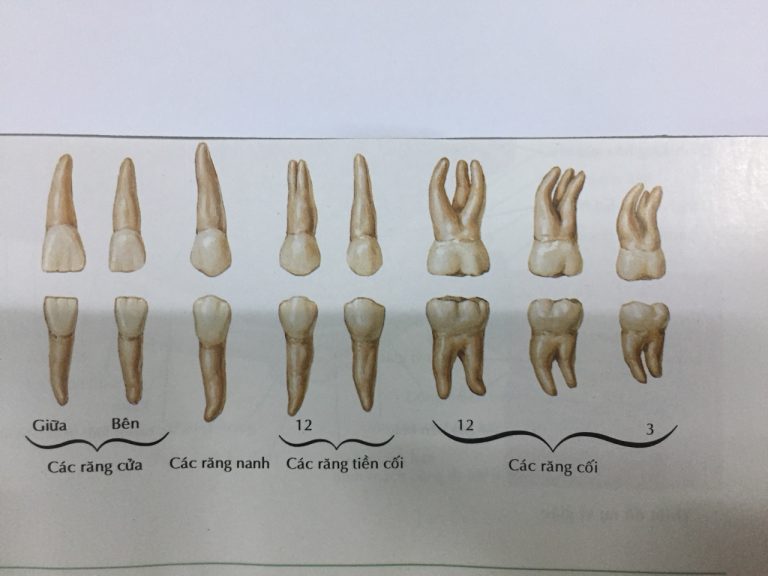 Giữa Bên 12 12 3
Các răng cửa Các răng nanh Các răng tiền cối Các răng cối